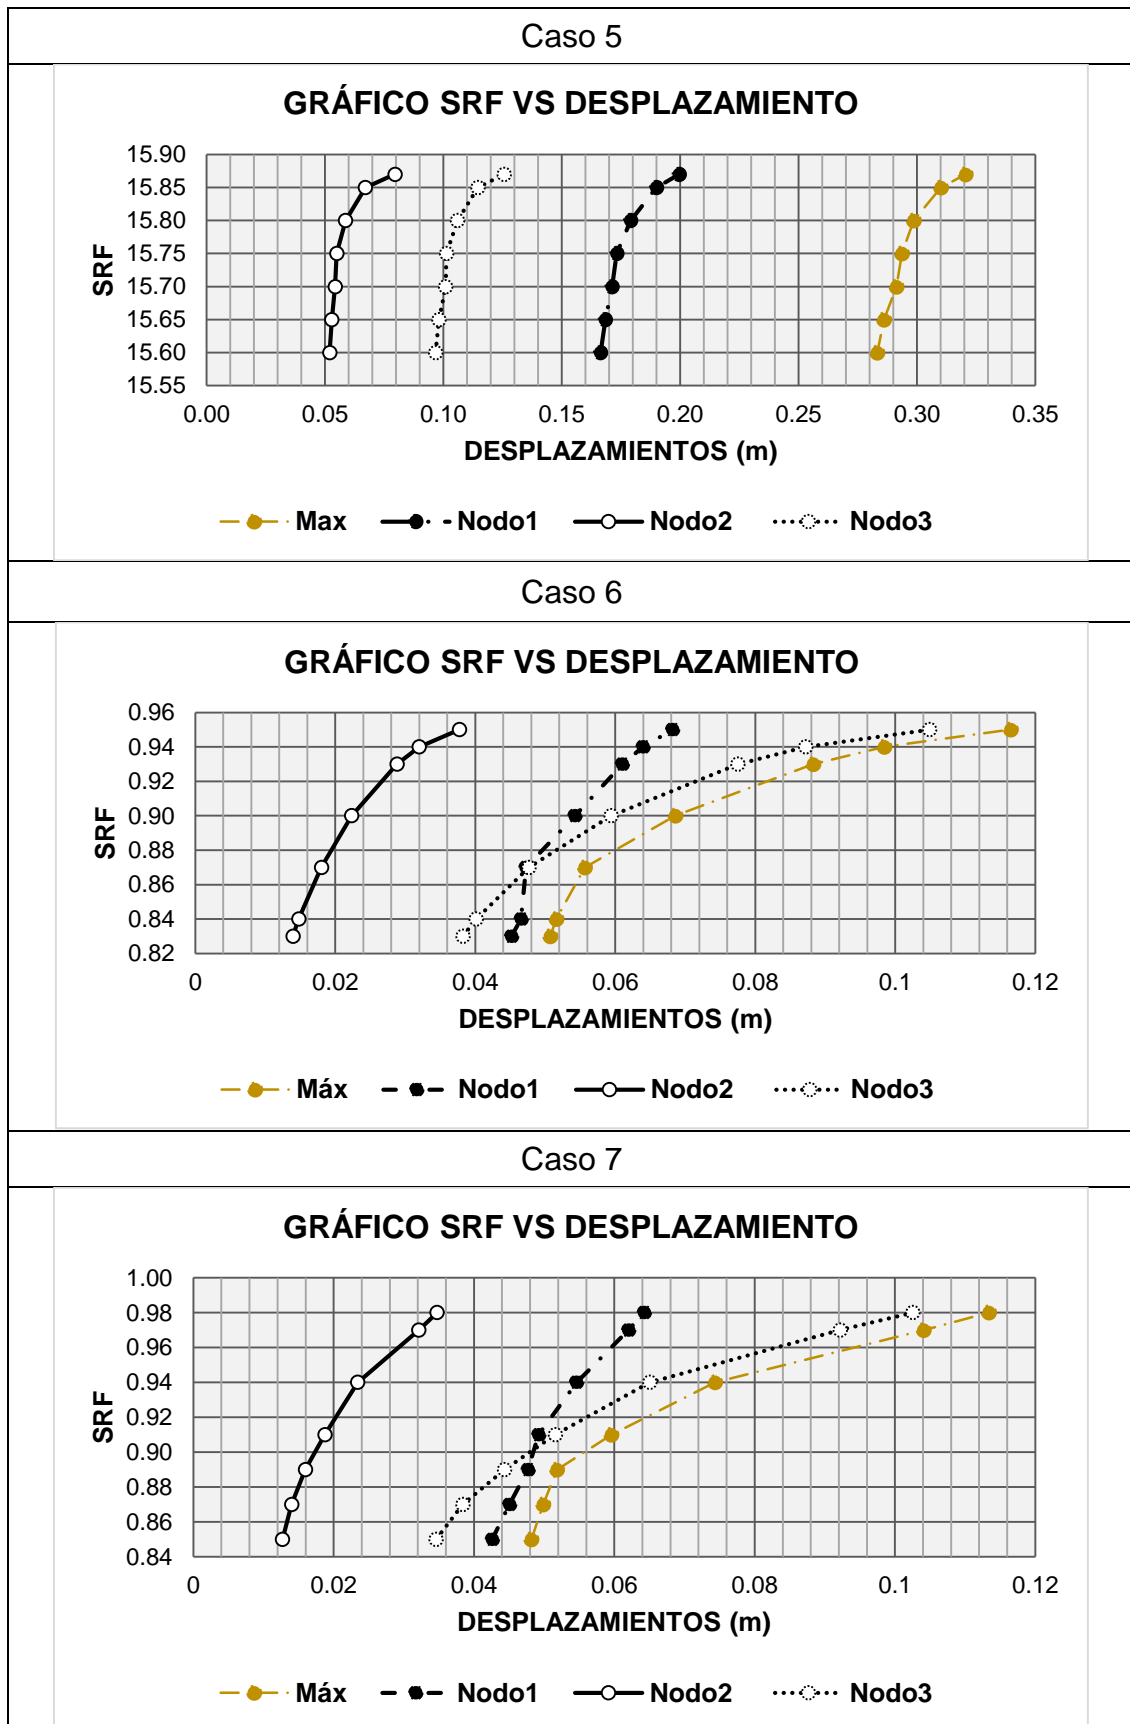 Caso 5
GRÁFICO SRF VS DESPLAZAMIENTO
15.90
15.85
15.80
15.75
15.70
15.65
15.60
15.55
SRF
0.00 0.05 0.10 0.15 0.20 0.25 0.30 0.35
DESPLAZAMIENTOS (m)
Max Nodo1 Nodo2 Nodo3
Caso 6
GRÁFICO SRF VS DESPLAZAMIENTO
0.96
0.94
0.92
0.90
0.88
0.86
0.84
0.82
SRF
0 0.02 0.04 0.06 0.08 0.1 0.12
DESPLAZAMIENTOS (m)
Máx Nodo1 Nodo2 Nodo3
Caso 7
GRÁFICO SRF VS DESPLAZAMIENTO
1.00
0.98
0.96
0.94
0.92
0.90
0.88
0.86
0.84
SRF
0 0.02 0.04 0.06 0.08 0.1 0.12
DESPLAZAMIENTOS (m)
Máx Nodo1 Nodo2 Nodo3